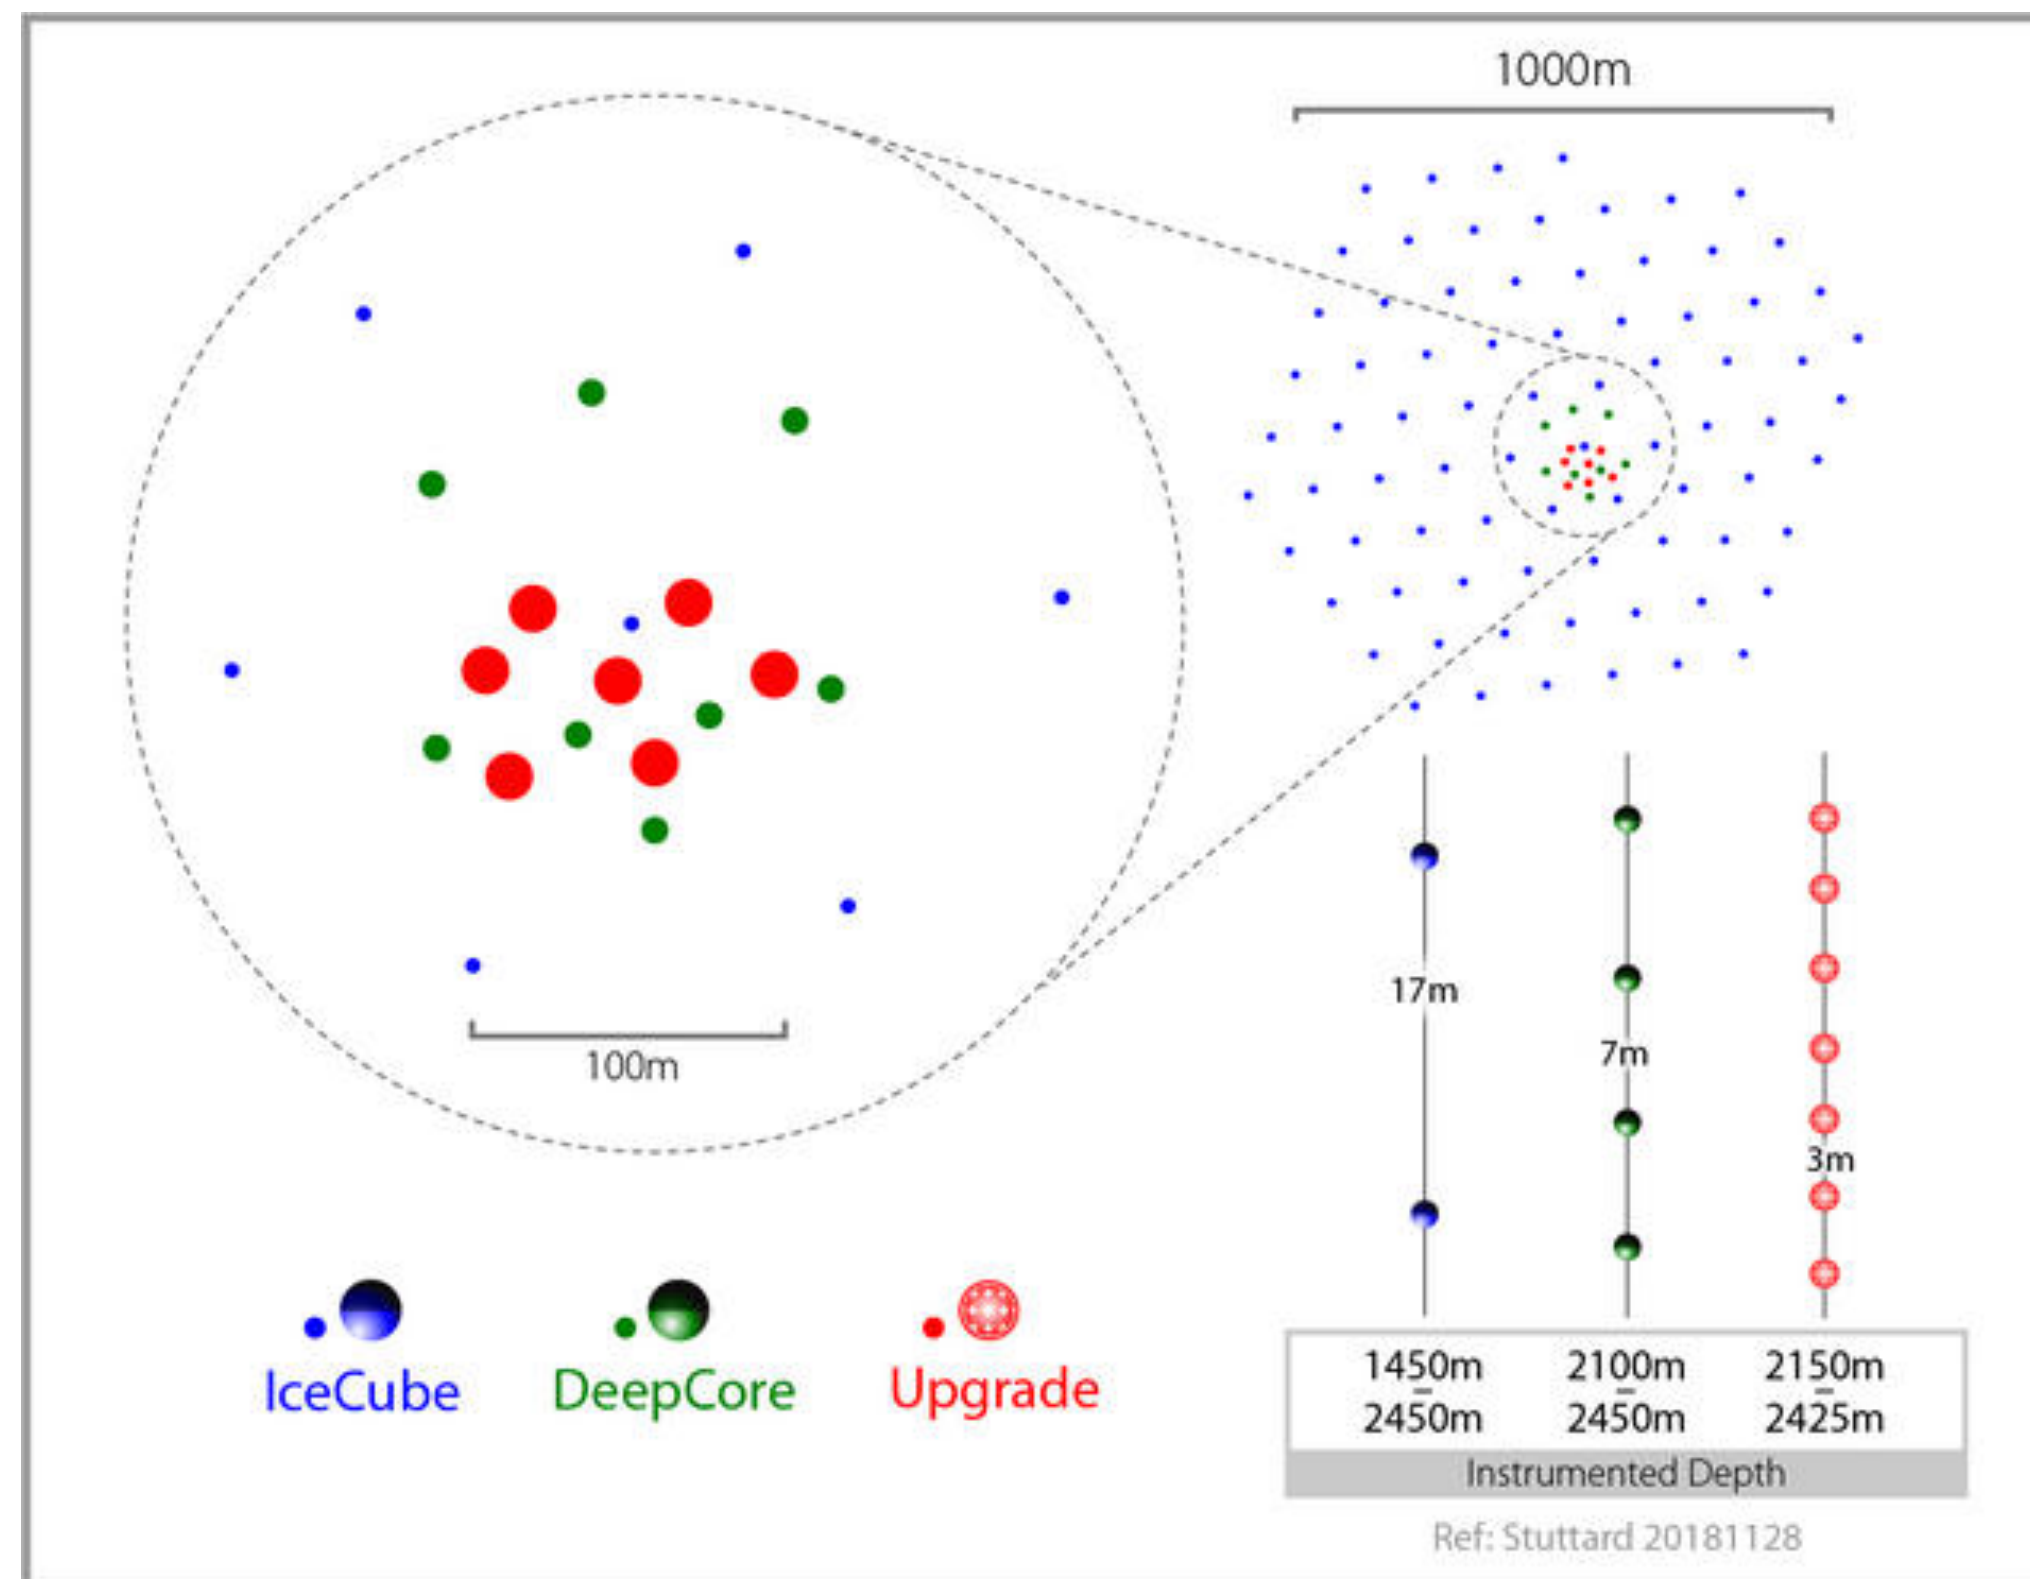 1000m
100m
17m
7m
3m
IceCube
DeepCore
Upgrade
1450m
–
2450m
2100m
–
2450m
2150m
–
2425m
Instrumented Depth
Ref: Stuttard 20181128